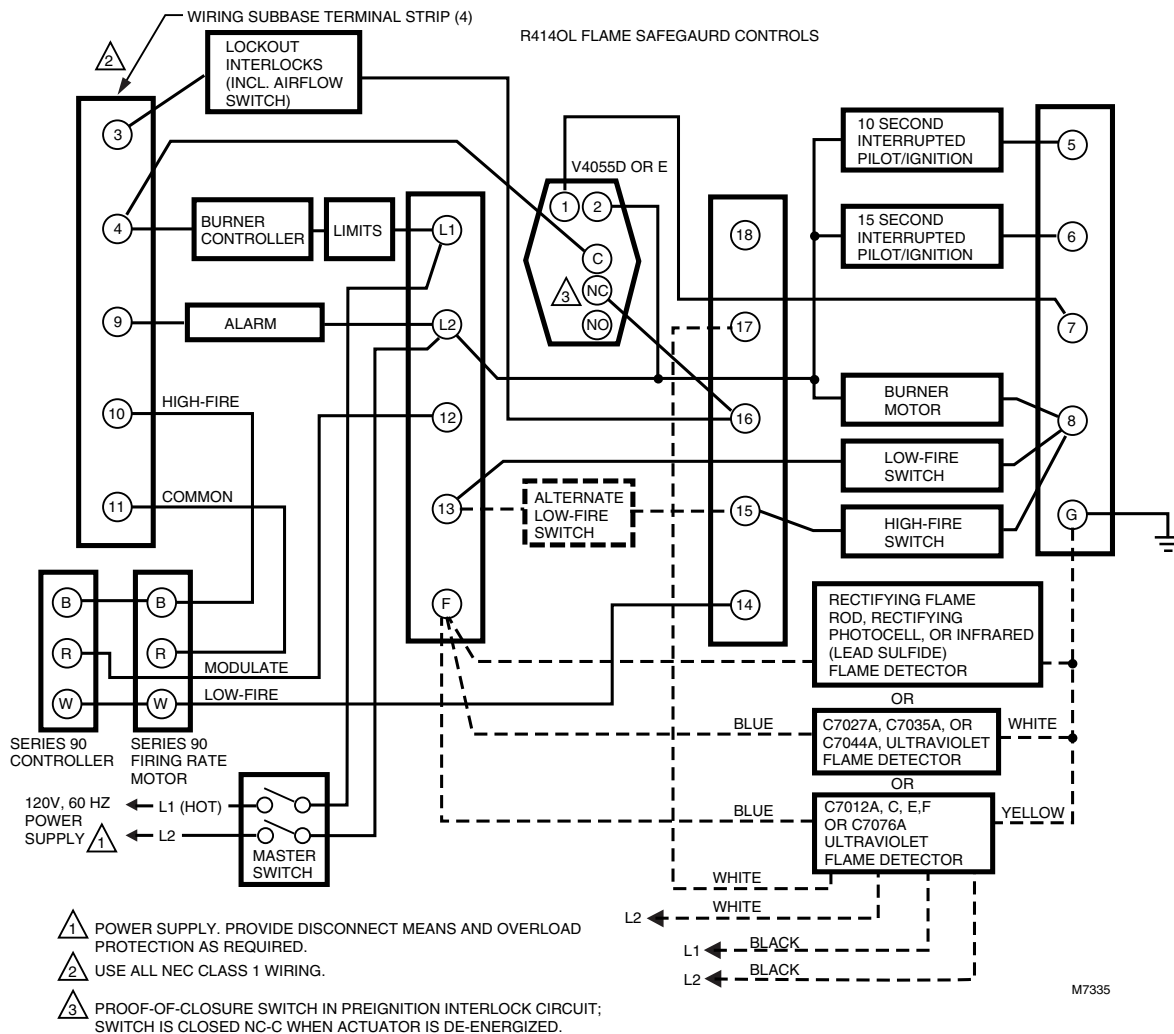 WIRING SUBBASE TERMINAL STRIP (4)
R414OL FLAME SAFEGAURD CONTROLS
2
LOCKOUT
INTERLOCKS
(INCL. AIRFLOW
SWITCH)
3
4
9
10
11
BURNER
CONTROLLER
LIMITS
ALARM
HIGH-FIRE
COMMON
L1
L2
12
13
F
V4055D OR E
1
2
C
NC
NO
3
ALTERNATE
LOW-FIRE
SWITCH
18
17
16
15
14
10 SECOND
INTERRUPTED
PILOT/IGNITION
15 SECOND
INTERRUPTED
PILOT/IGNITION
BURNER
MOTOR
LOW-FIRE
SWITCH
HIGH-FIRE
SWITCH
5
6
7
8
G
B
R
W
B
R
W
MODULATE
LOW-FIRE
SERIES 90
CONTROLLER
SERIES 90
FIRING RATE
MOTOR
120V, 60 HZ
POWER
SUPPLY
1
L1 (HOT)
L2
MASTER
SWITCH
RECTIFYING FLAME
ROD, RECTIFYING
PHOTOCELL, OR INFRARED
(LEAD SULFIDE)
FLAME DETECTOR
OR
BLUE
C7027A, C7035A, OR
C7044A, ULTRAVIOLET
FLAME DETECTOR
WHITE
OR
BLUE
C7012A, C, E,F
OR C7076A
ULTRAVIOLET
FLAME DETECTOR
YELLOW
WHITE
L2
WHITE
L1
BLACK
L2
BLACK
1 POWER SUPPLY. PROVIDE DISCONNECT MEANS AND OVERLOAD
PROTECTION AS REQUIRED.
2 USE ALL NEC CLASS 1 WIRING.
3 PROOF-OF-CLOSURE SWITCH IN PREIGNITION INTERLOCK CIRCUIT;
SWITCH IS CLOSED NC-C WHEN ACTUATOR IS DE-ENERGIZED.
M7335